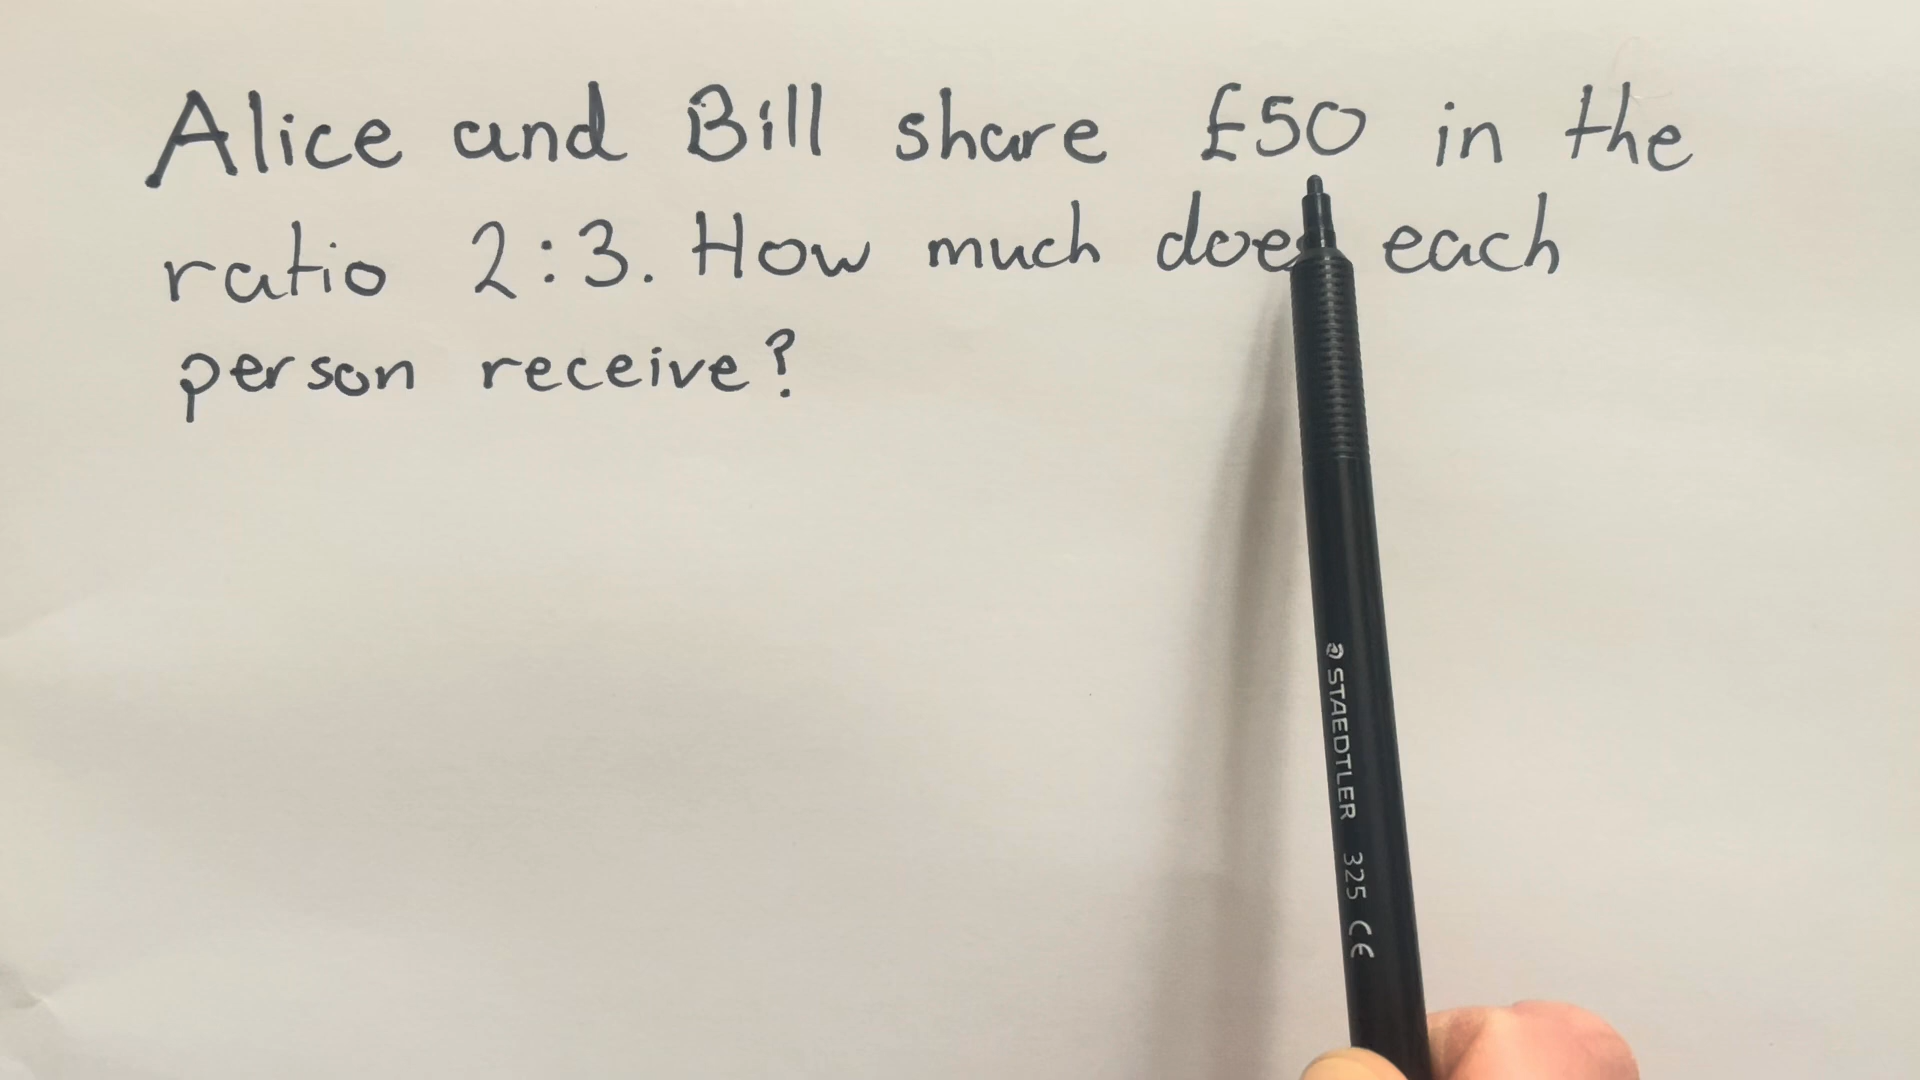 Alice and Bill share £50 in the
ratio 2:3. How much does each
person receive?
STAEDTLER 325 CE